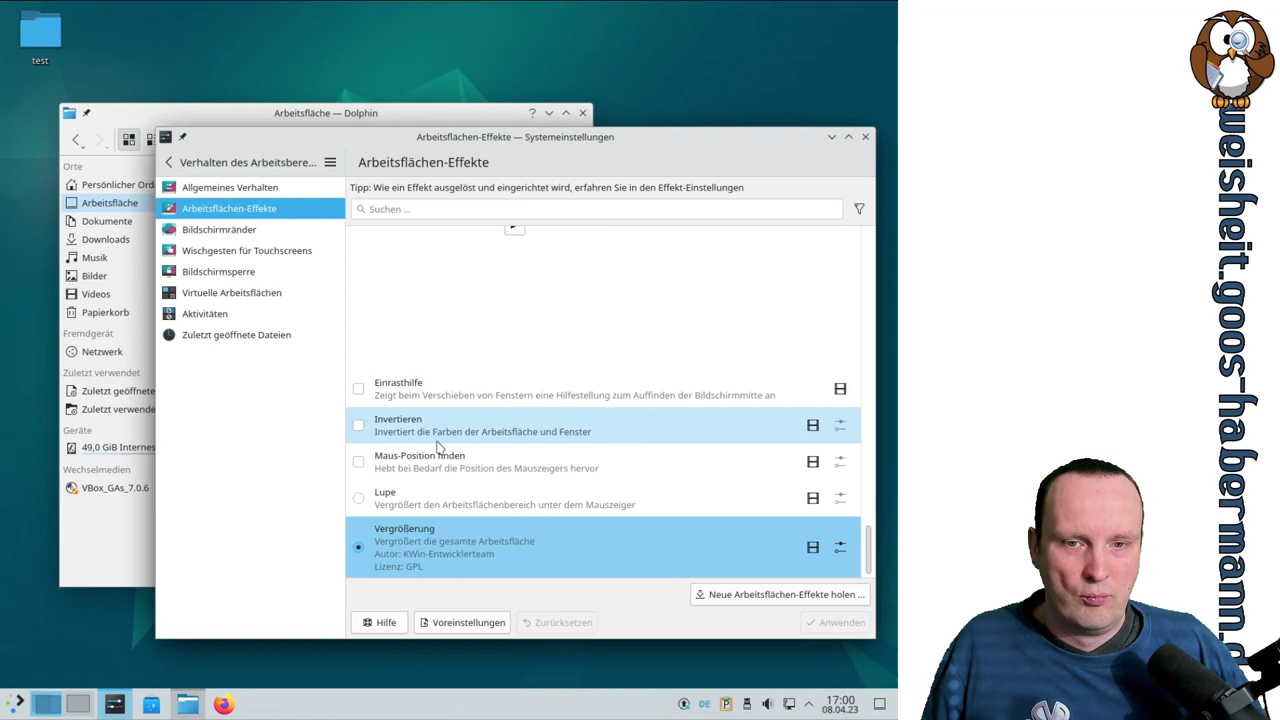 test
Arbeitsfläche — Dolphin
Orte
Persönlicher Ord
Arbeitsfläche
Dokumente
Downloads
Musik
Bilder
Videos
Papierkorb
Fremdgerät
Netzwerk
Zuletzt verwendet
Zuletzt geöffnete
Zuletzt verwende
Geräte
49,0 GiB Internes
Wechselmedien
VBox_GAs_7.0.6
Arbeitsflächen-Effekte — Systemeinstellungen
Verhalten des Arbeitsbere...
Allgemeines Verhalten
Arbeitsflächen-Effekte
Bildschirmränder
Wischgesten für Touchscreens
Bildschirmsperre
Virtuelle Arbeitsflächen
Aktivitäten
Zuletzt geöffnete Dateien
Arbeitsflächen-Effekte
Tipp: Wie ein Effekt ausgelöst und eingerichtet wird, erfahren Sie in den Effekt-Einstellungen
Suchen ...
Einrasthilfe
Zeigt beim Verschieben von Fenstern eine Hilfestellung zum Auffinden der Bildschirmmitte an
Invertieren
Invertiert die Farben der Arbeitsfläche und Fenster
Maus-Position finden
Hebt bei Bedarf die Position des Mauszeigers hervor
Lupe
Vergrößert den Arbeitsflächenbereich unter dem Mauszeiger
Vergrößerung
Vergrößert die gesamte Arbeitsfläche
Autor: KWin-Entwicklerteam
Lizenz: GPL
Neue Arbeitsflächen-Effekte holen ...
Hilfe
Voreinstellungen
Zurücksetzen
Anwenden
DE
17:00
08.04.23
weisheit.goos-habermann.d